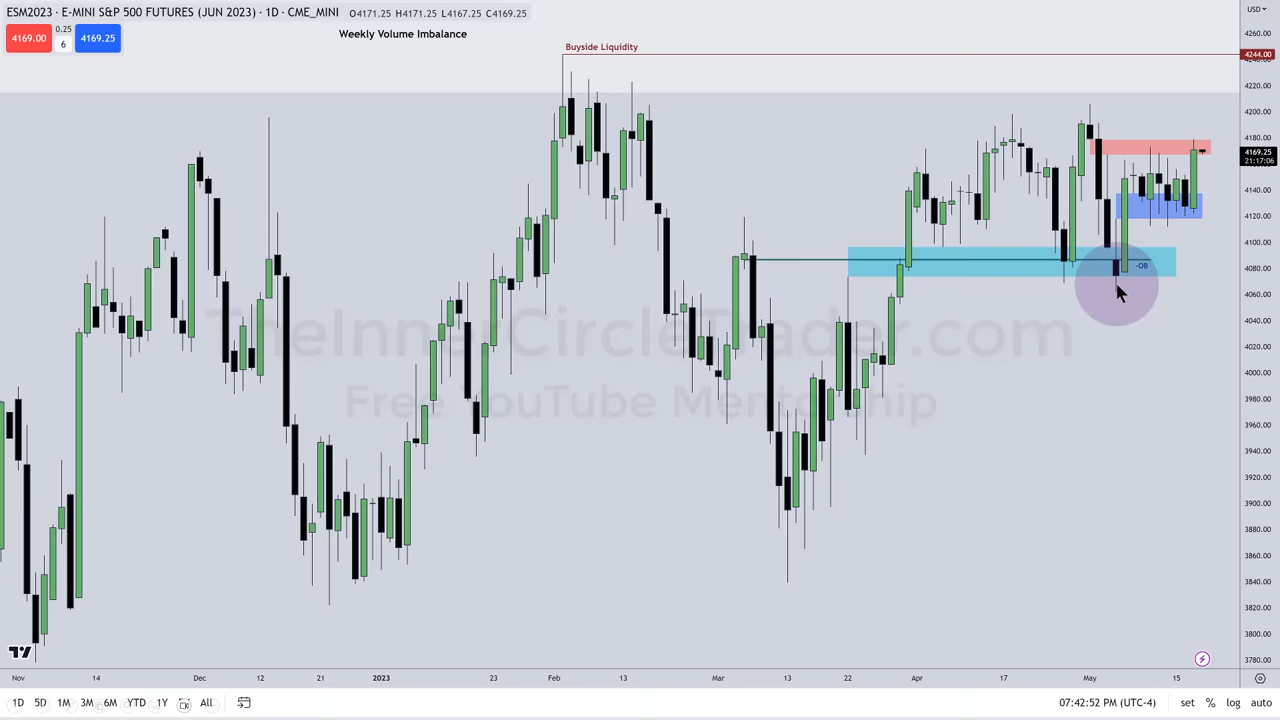 ESM2023 · E-MINI S&P 500 FUTURES (JUN 2023) · 1D · CME_MINI O4171.25 H4171.25 L4167.25 C4169.25
USD
4169.00 0.25 6 4169.25
Weekly Volume Imbalance
Buyside Liquidity
4260.00
4244.00
4240.00
4220.00
4200.00
4180.00
4169.25
21:17:06
4140.00
4120.00
4100.00
-OB
4080.00
4060.00
4040.00
4020.00
4000.00
3980.00
3960.00
3940.00
3920.00
3900.00
3880.00
3860.00
3840.00
3820.00
3800.00
3780.00
TheInnerCircleTrader.com
Free YouTube Mentorship
Nov 14 Dec 12 21 2023 23 Feb 13 Mar 13 22 Apr 17 May 15
1D 5D 1M 3M 6M YTD 1Y All 07:42:52 PM (UTC-4) set % log auto